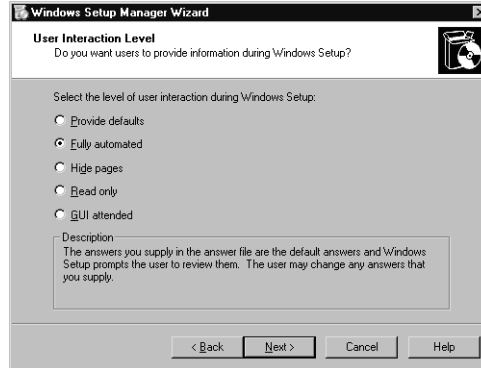 Windows Setup Manager Wizard
User Interaction Level
Do you want users to provide information during Windows Setup?
Select the level of user interaction during Windows Setup:
Provide defaults
Fully automated
Hide pages
Read only
GUI attended
Description
The answers you supply in the answer file are the default answers and Windows
Setup prompts the user to review them. The user may change any answers that
you supply.
< Back Next > Cancel Help